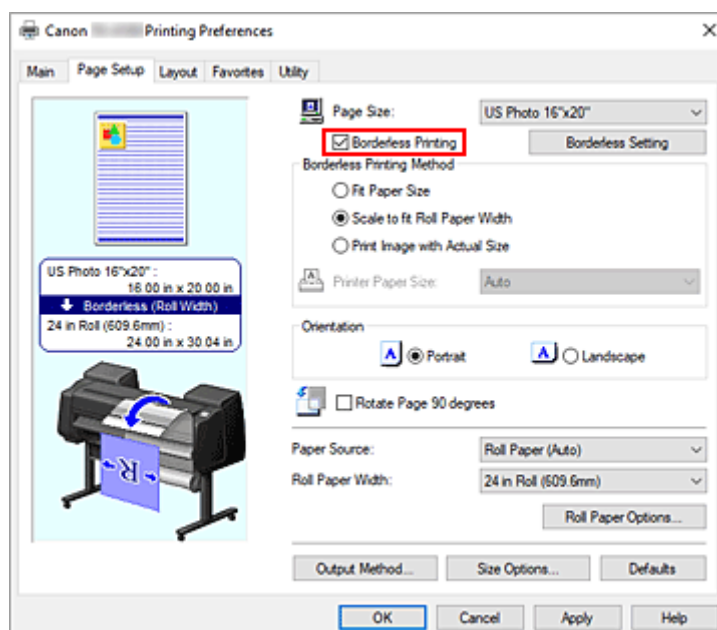 Canon Printing Preferences
Main Page Setup Layout Favorites Utility
Page Size: US Photo 16"x20"
Borderless Printing Borderless Setting
Borderless Printing Method
Fit Paper Size
Scale to fit Roll Paper Width
Print Image with Actual Size
Printer Paper Size: Auto
US Photo 16"x20" :
16.00 in x 20.00 in
Borderless (Roll Width)
24 in Roll (609.6mm) :
24.00 in x 30.04 in
Orientation
A Portrait A Landscape
Rotate Page 90 degrees
R
Paper Source: Roll Paper (Auto)
Roll Paper Width: 24 in Roll (609.6mm)
Roll Paper Options...
Output Method... Size Options... Defaults
OK Cancel Apply Help